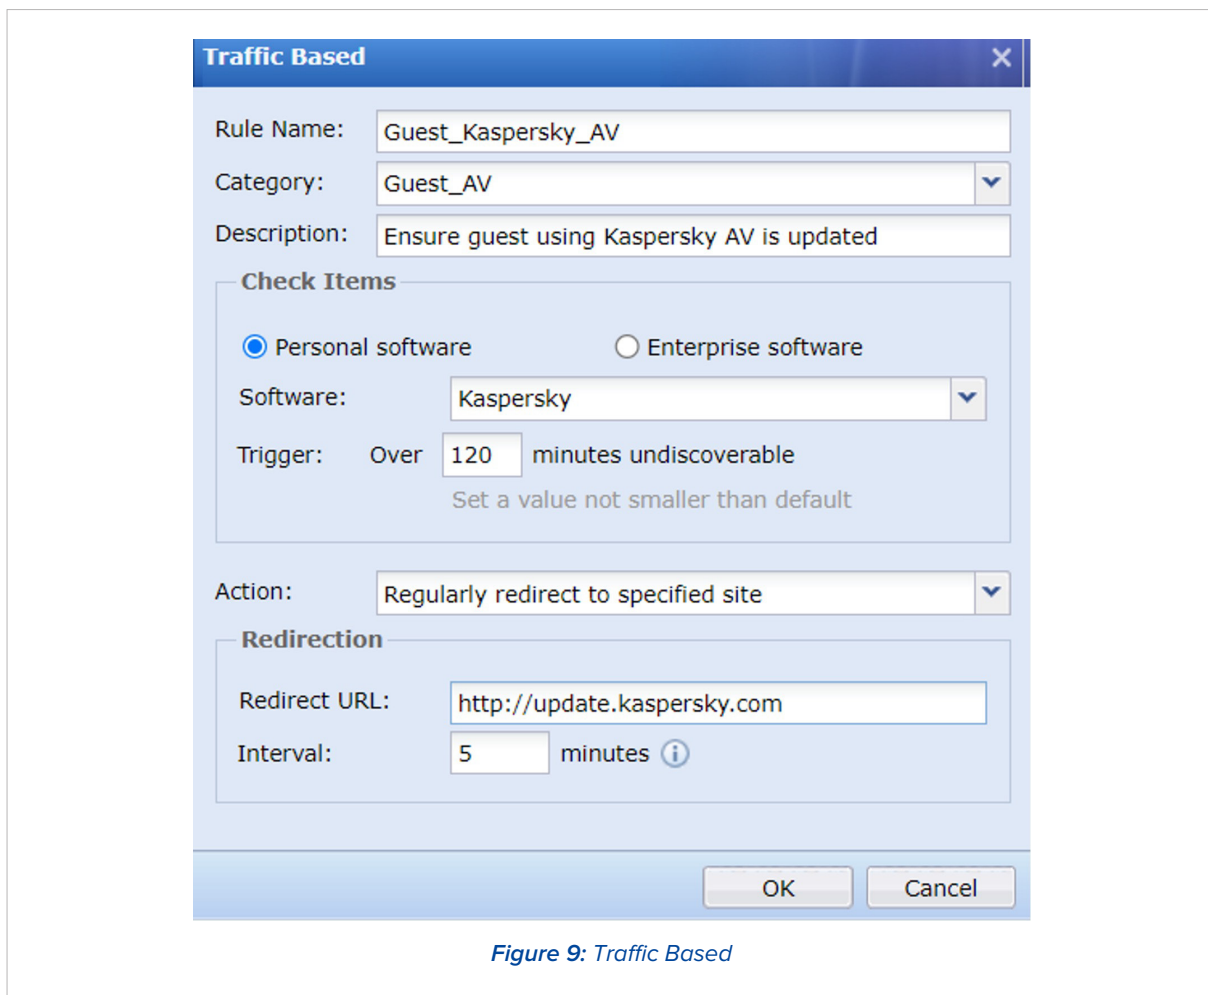 Traffic Based
Rule Name: Guest_Kaspersky_AV
Category: Guest_AV
Description: Ensure guest using Kaspersky AV is updated
Check Items
Personal software Enterprise software
Software: Kaspersky
Trigger: Over 120 minutes undiscoverable
Set a value not smaller than default
Action: Regularly redirect to specified site
Redirection
Redirect URL: http://update.kaspersky.com
Interval: 5 minutes
OK Cancel
Figure 9: Traffic Based